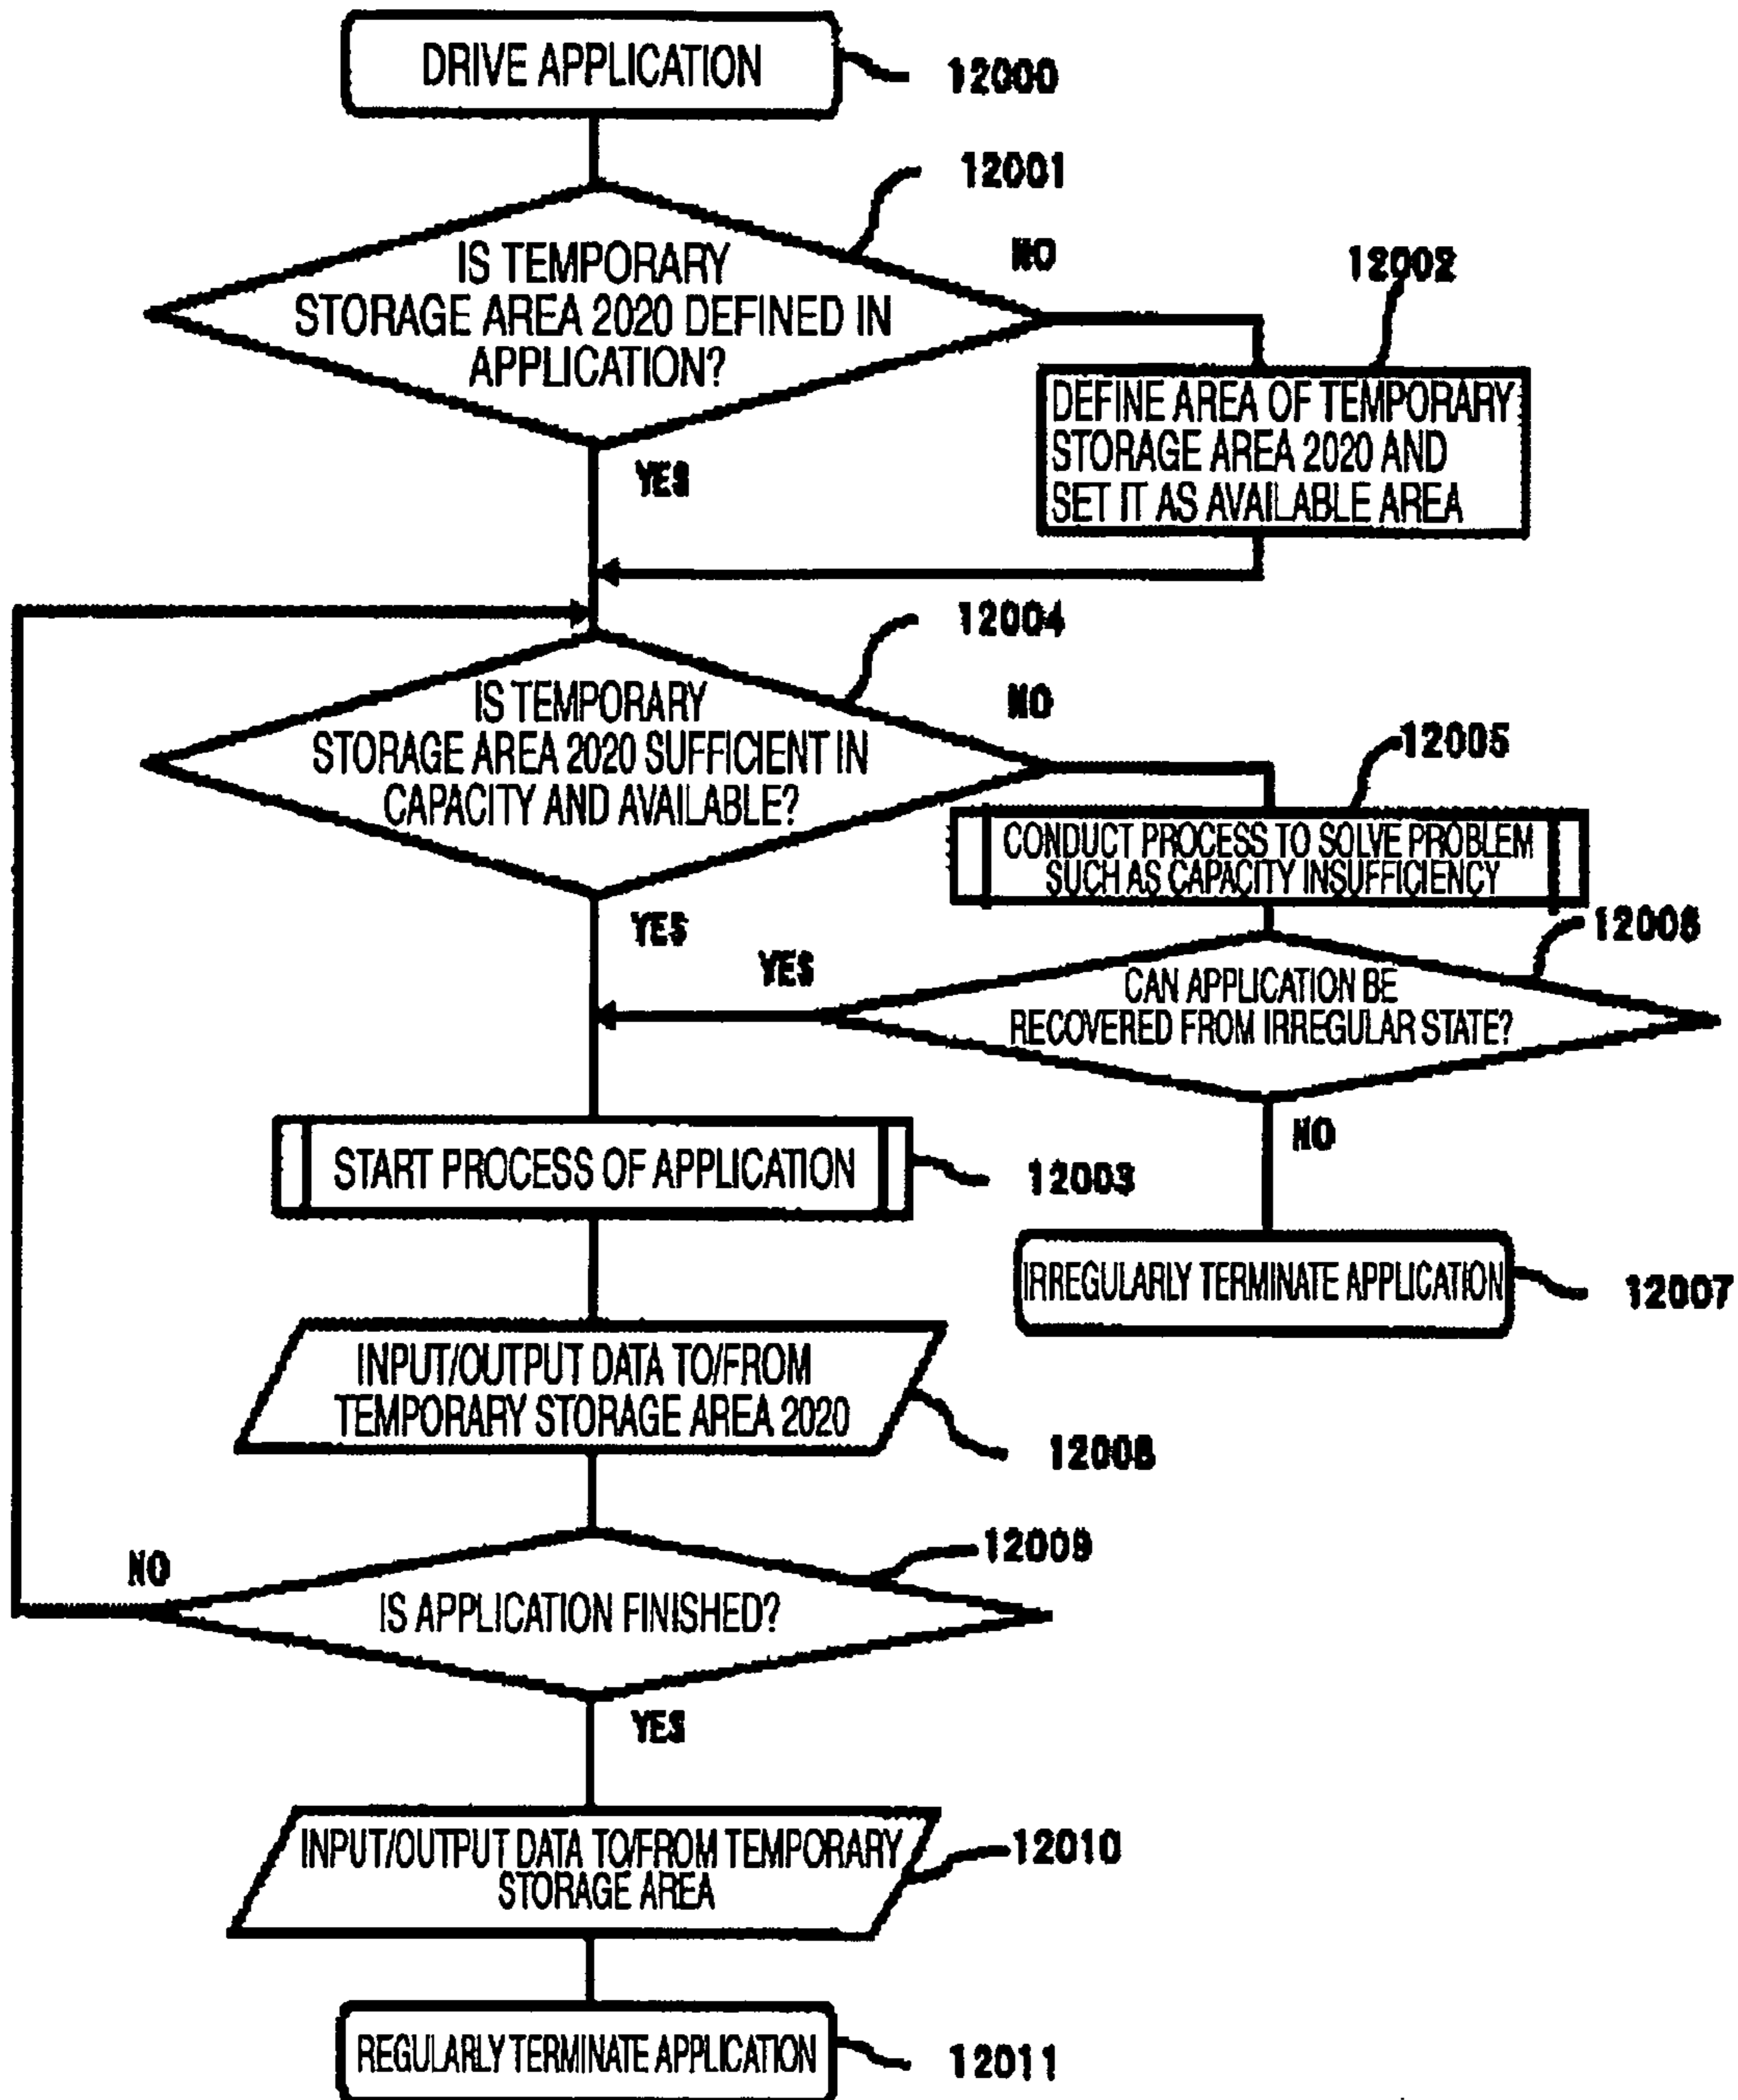 DRIVE APPLICATION
12000
12001
IS TEMPORARY
STORAGE AREA 2020 DEFINED IN
APPLICATION?
NO
YES
12002
DEFINE AREA OF TEMPORARY
STORAGE AREA 2020 AND
SET IT AS AVAILABLE AREA
12004
IS TEMPORARY
STORAGE AREA 2020 SUFFICIENT IN
CAPACITY AND AVAILABLE?
NO
YES
12005
CONDUCT PROCESS TO SOLVE PROBLEM
SUCH AS CAPACITY INSUFFICIENCY
12006
CAN APPLICATION BE
RECOVERED FROM IRREGULAR STATE?
YES
NO
START PROCESS OF APPLICATION
12003
IRREGULARLY TERMINATE APPLICATION
12007
INPUT/OUTPUT DATA TO/FROM
TEMPORARY STORAGE AREA 2020
12008
12009
IS APPLICATION FINISHED?
NO
YES
INPUT/OUTPUT DATA TO/FROM TEMPORARY
STORAGE AREA
12010
REGULARLY TERMINATE APPLICATION
12011